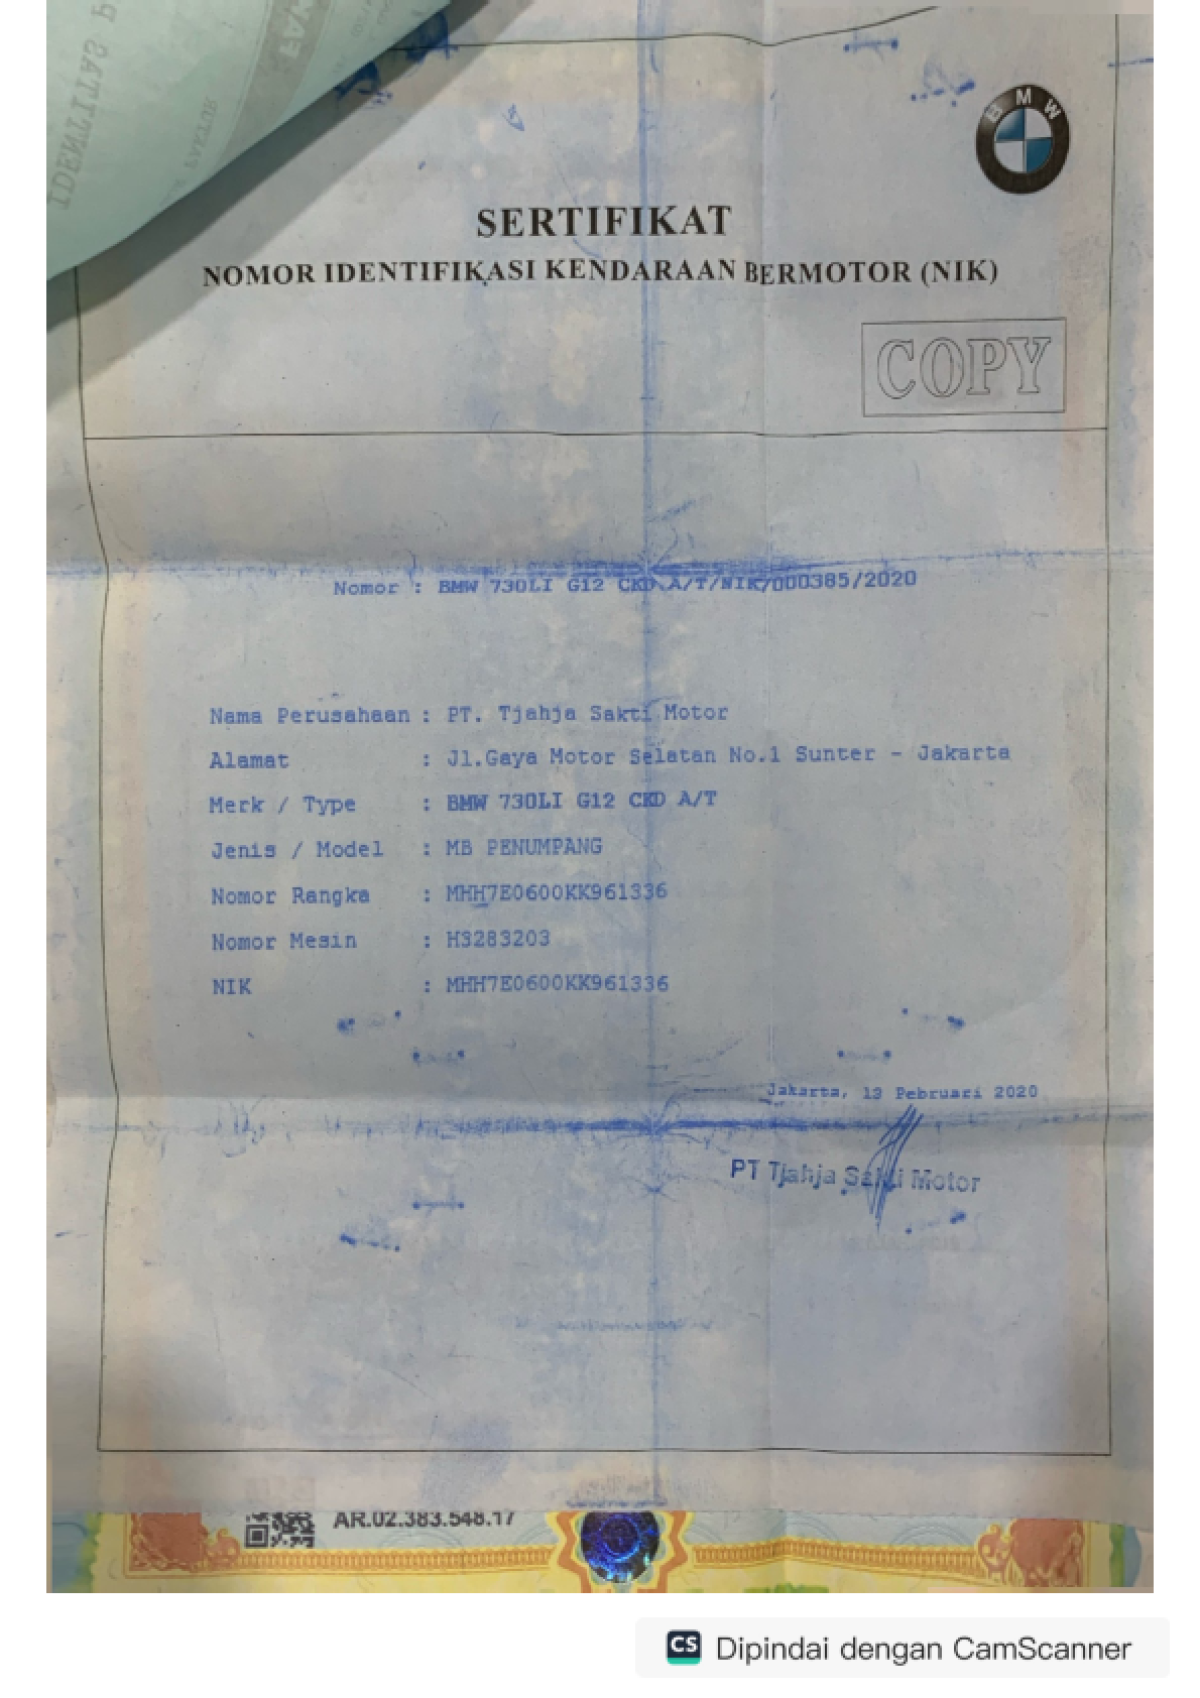 BMW
SERTIFIKAT
NOMOR IDENTIFIKASI KENDARAAN BERMOTOR (NIK)
COPY
Nomor : BMW 730LI G12 CKD A/T/NIK/000385/2020
Nama Perusahaan : PT. Tjahja Sakti Motor
Alamat : Jl.Gaya Motor Selatan No.1 Sunter - Jakarta
Merk / Type : BMW 730LI G12 CKD A/T
Jenis / Model : MB PENUMPANG
Nomor Rangka : MHH7E0600KK961336
Nomor Mesin : H3283203
NIK : MHH7E0600KK961336
Jakarta, 13 Pebruari 2020
PT Tjahja Sakti Motor
AR.02.383.548.17
CS Dipindai dengan CamScanner